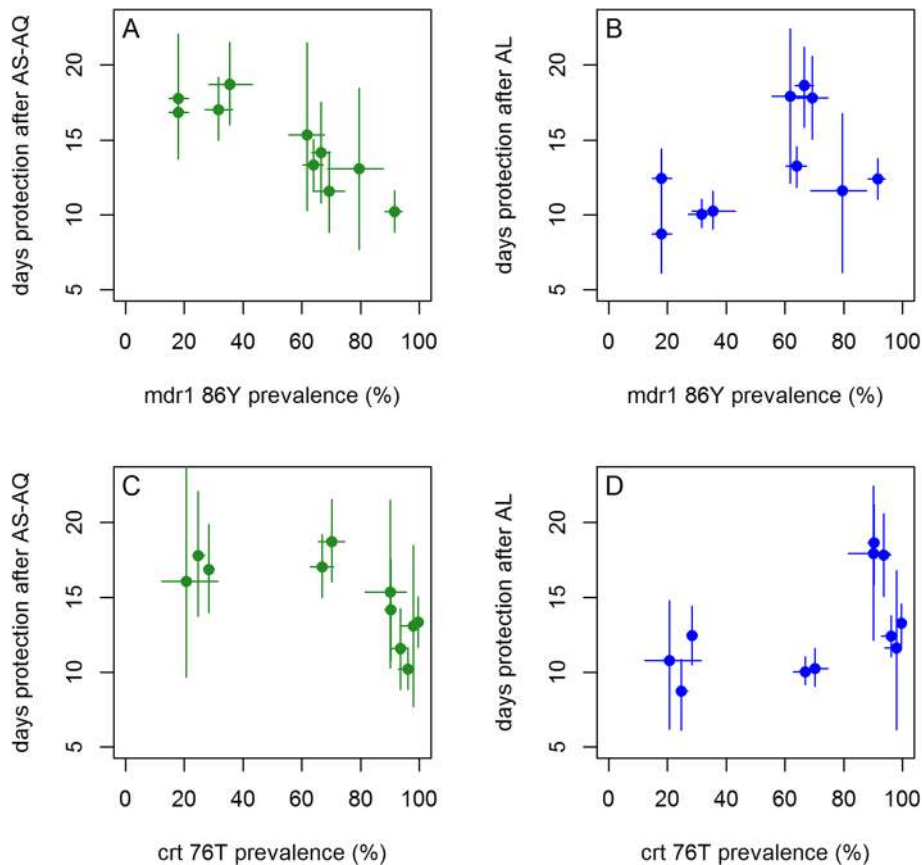 A
days protection after AS-AQ
20
15
10
5
0 20 40 60 80 100
mdr1 86Y prevalence (%)
B
days protection after AL
20
15
10
5
0 20 40 60 80 100
mdr1 86Y prevalence (%)
C
days protection after AS-AQ
20
15
10
5
0 20 40 60 80 100
crt 76T prevalence (%)
D
days protection after AL
20
15
10
5
0 20 40 60 80 100
crt 76T prevalence (%)